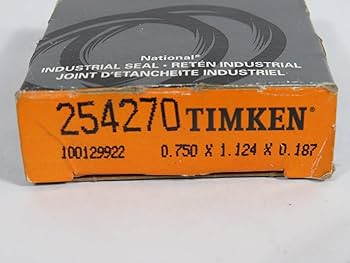 National®
INDUSTRIAL SEAL - RETÉN INDUSTRIAL
JOINT D'ETANCHEITE INDUSTRIEL
254270 TIMKEN®
100129922 0.750 X 1.124 X 0.187